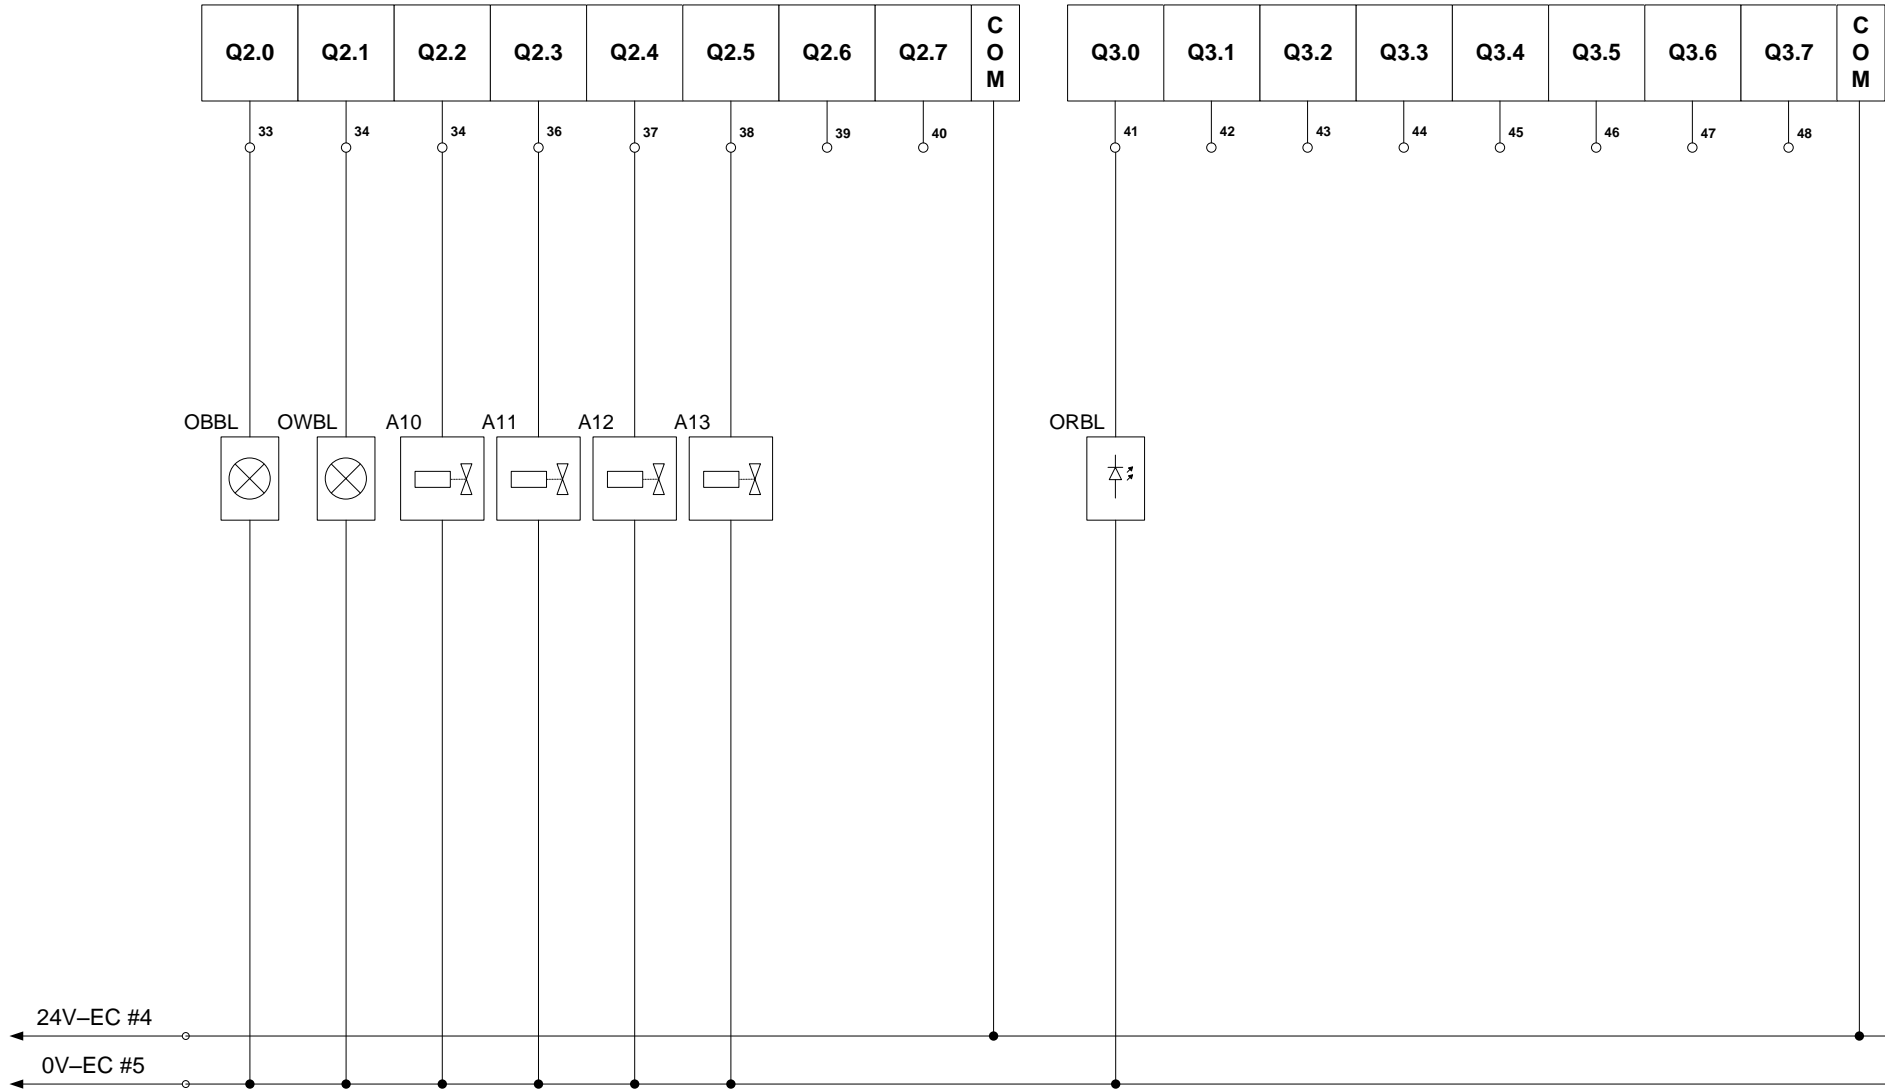 Q2.0 Q2.1 Q2.2 Q2.3 Q2.4 Q2.5 Q2.6 Q2.7 COM Q3.0 Q3.1 Q3.2 Q3.3 Q3.4 Q3.5 Q3.6 Q3.7 COM
33 34 34 36 37 38 39 40 41 42 43 44 45 46 47 48
OBBL OWBL A10 A11 A12 A13 ORBL
24V–EC #4
0V–EC #5